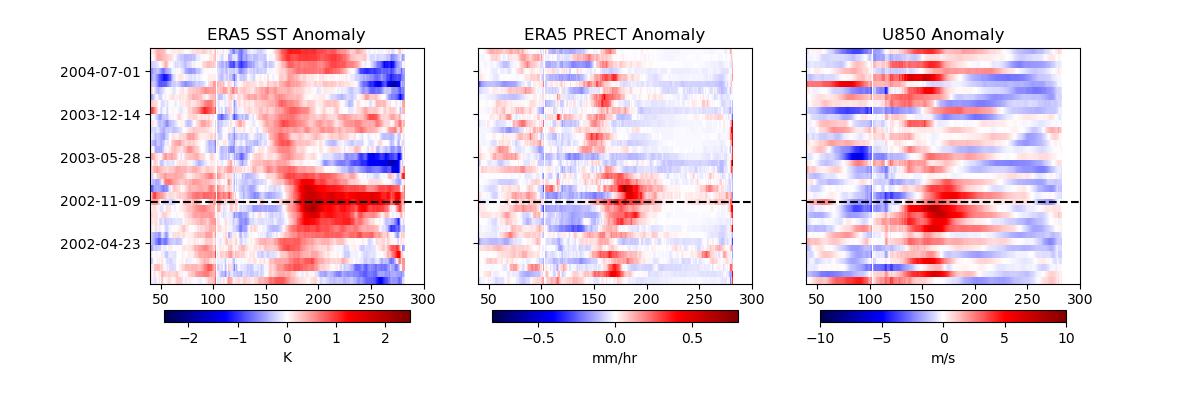 ERA5 SST Anomaly
ERA5 PRECT Anomaly
U850 Anomaly
2004-07-01
2003-12-14
2003-05-28
2002-11-09
2002-04-23
50 100 150 200 250 300
50 100 150 200 250 300
50 100 150 200 250 300
−2 −1 0 1 2
−0.5 0.0 0.5
−10 −5 0 5 10
K
mm/hr
m/s